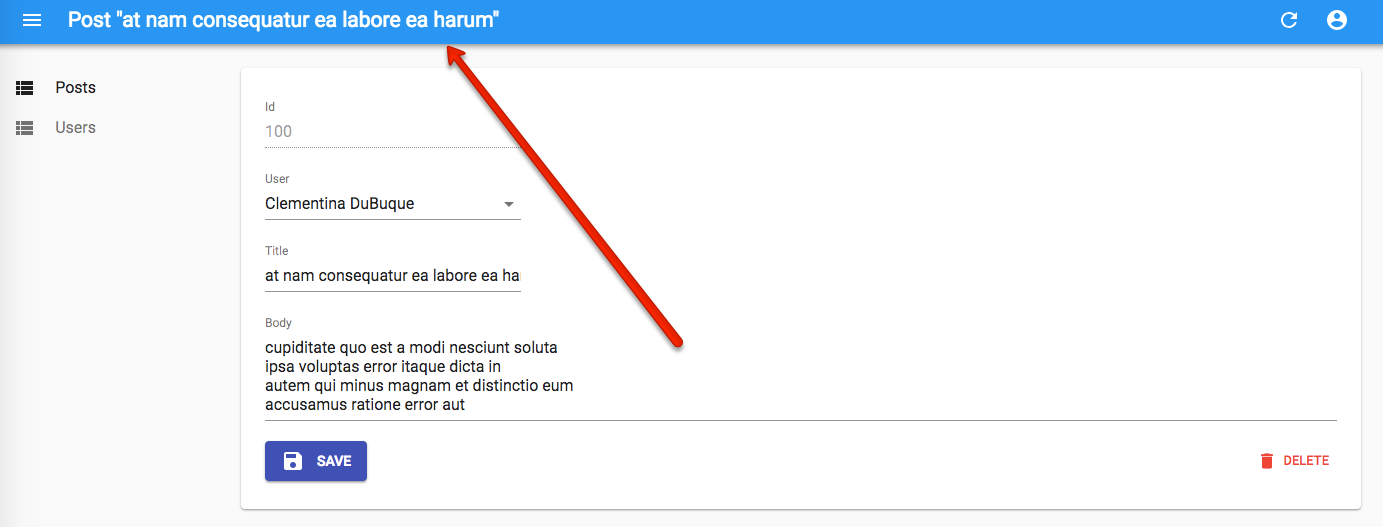 Post "at nam consequatur ea labore ea harum"
Posts
Users
Id
100
User
Clementina DuBuque
Title
at nam consequatur ea labore ea ha
Body
cupiditate quo est a modi nesciunt soluta
ipsa voluptas error itaque dicta in
autem qui minus magnam et distinctio eum
accusamus ratione error aut
SAVE
DELETE